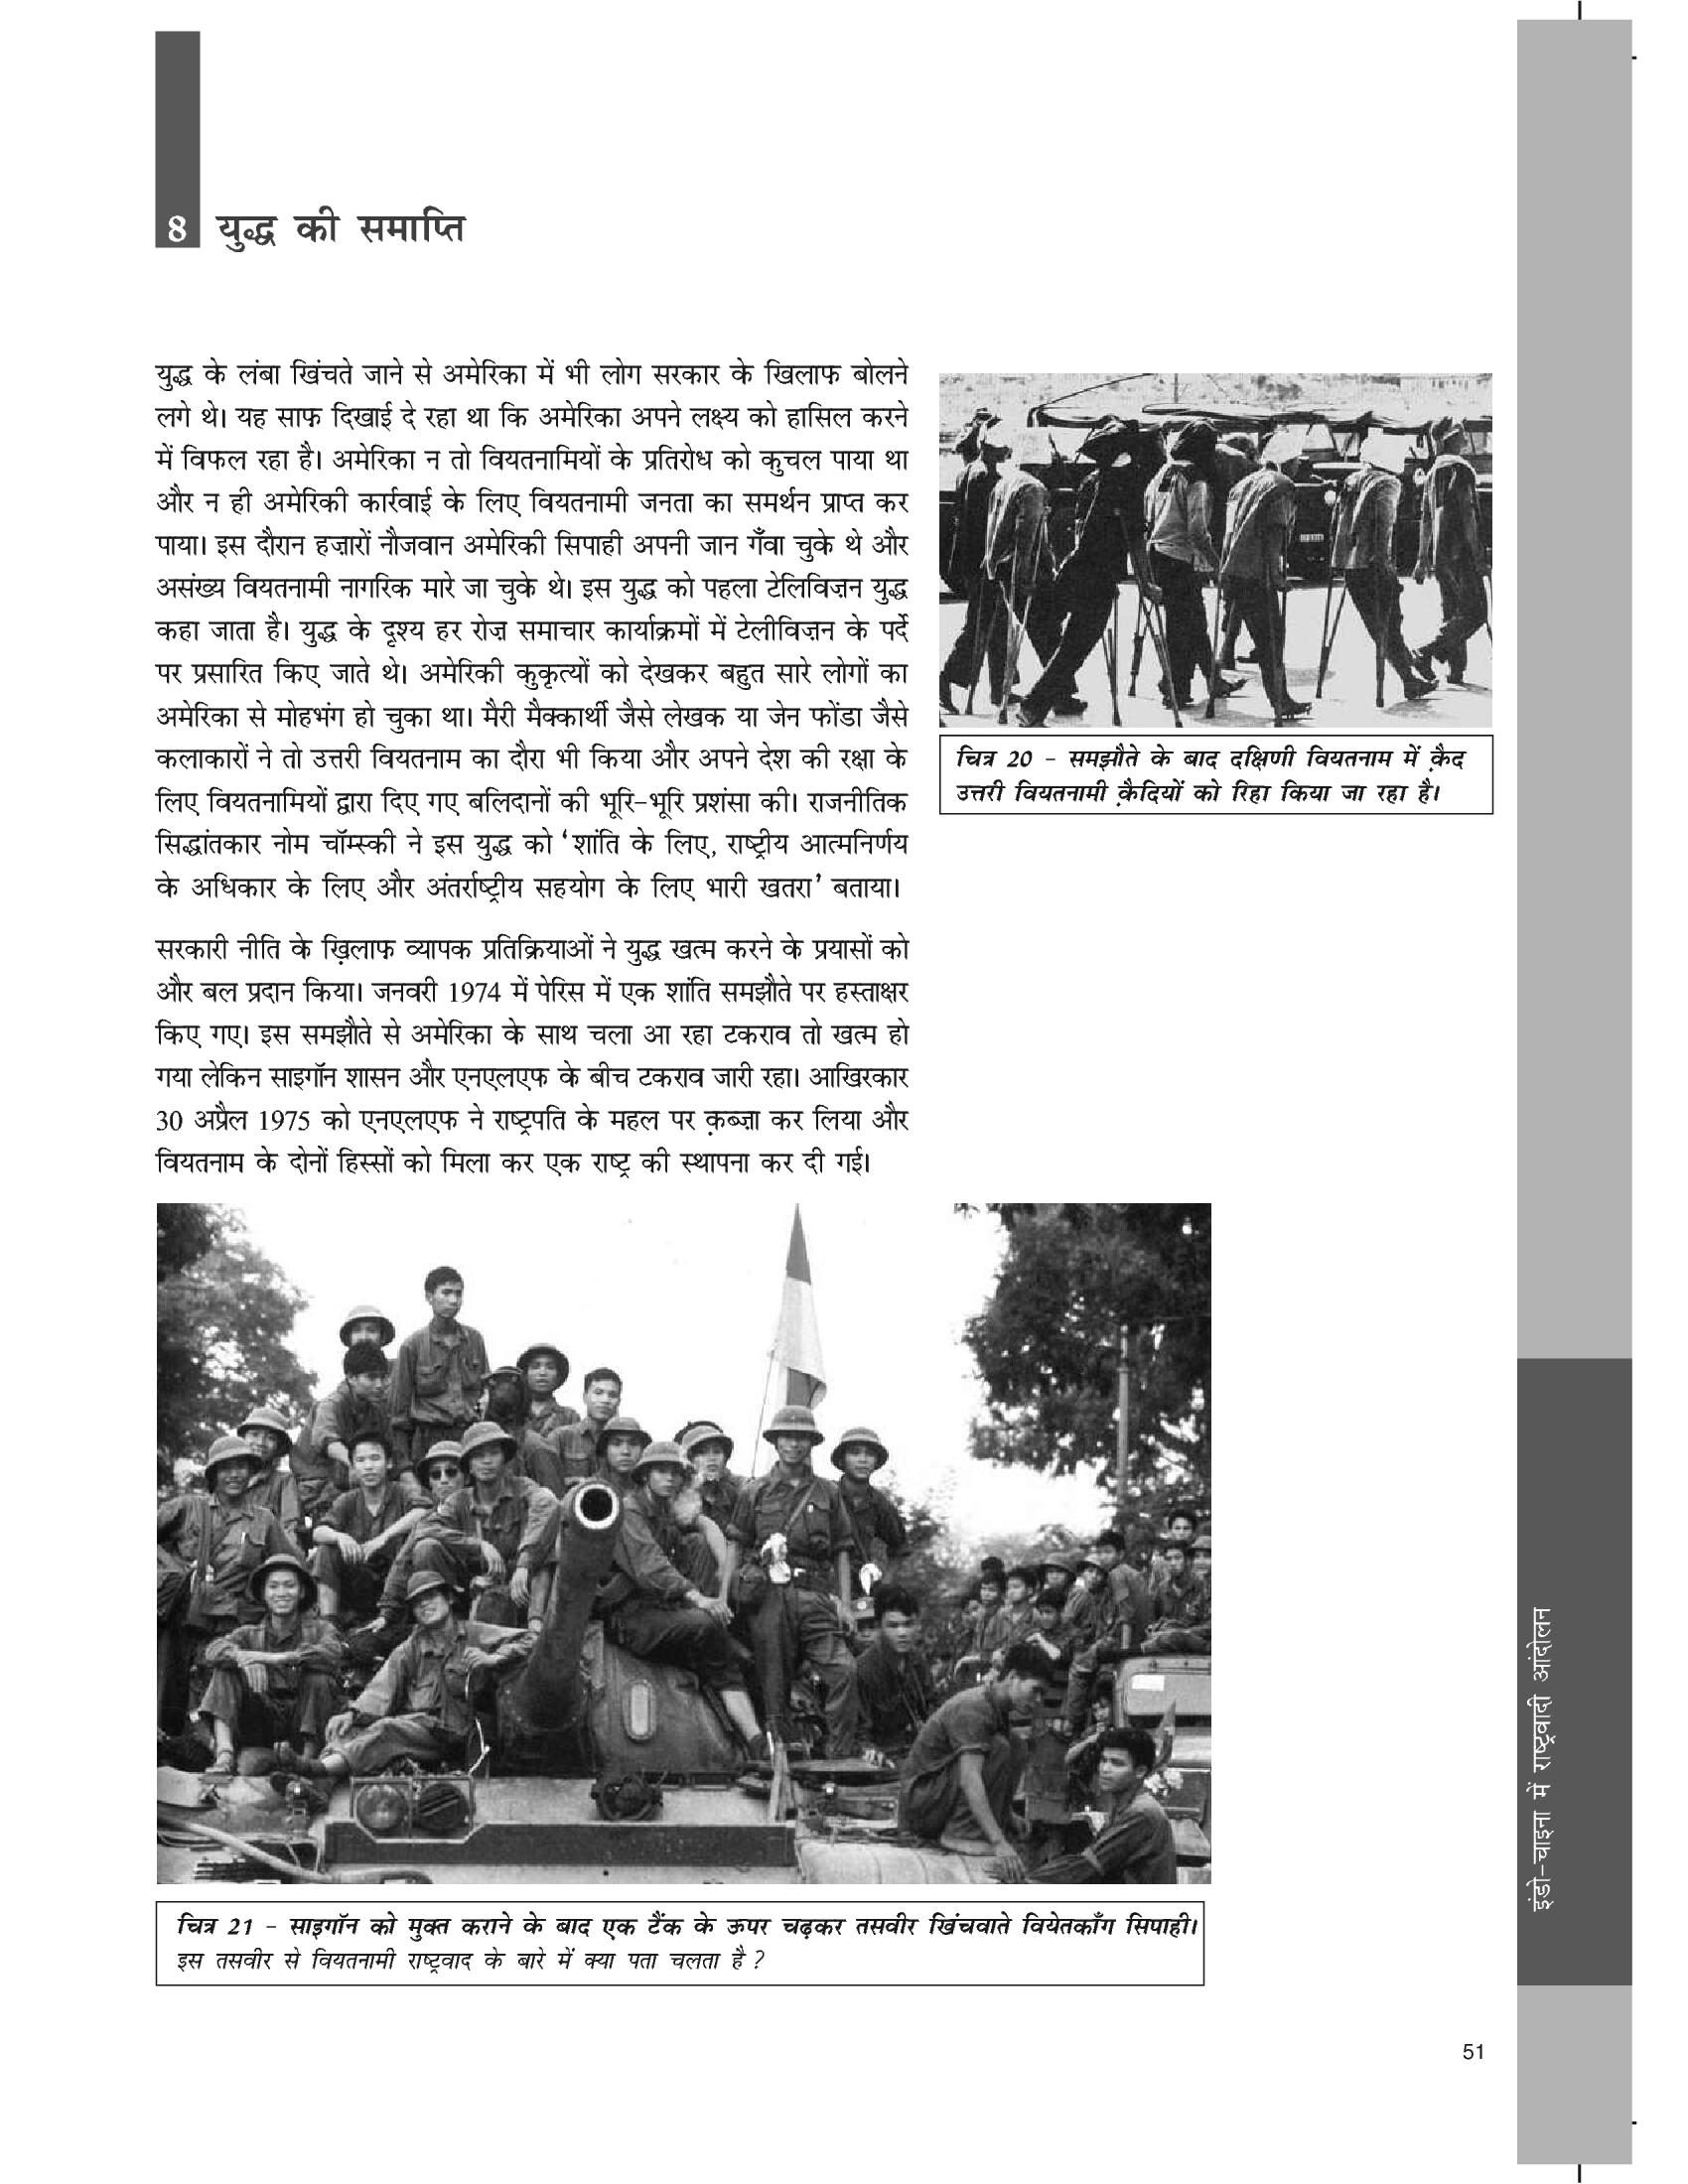 8 युद्ध की समाप्ति
युद्ध के लंबा खिंचते जाने से अमेरिका में भी लोग सरकार के खिलाफ बोलने
लगे थे। यह साफ़ दिखाई दे रहा था कि अमेरिका अपने लक्ष्य को हासिल करने
में विफल रहा है। अमेरिका न तो वियतनामियों के प्रतिरोध को कुचल पाया था
और न ही अमेरिकी कार्रवाई के लिए वियतनामी जनता का समर्थन प्राप्त कर
पाया। इस दौरान हज़ारों नौजवान अमेरिकी सिपाही अपनी जान गँवा चुके थे और
असंख्य वियतनामी नागरिक मारे जा चुके थे। इस युद्ध को पहला टेलिविज़न युद्ध
कहा जाता है। युद्ध के दृश्य हर रोज़ समाचार कार्याक्रमों में टेलीविज़न के पर्दे
पर प्रसारित किए जाते थे। अमेरिकी कुकृत्यों को देखकर बहुत सारे लोगों का
अमेरिका से मोहभंग हो चुका था। मैरी मैक्कार्थी जैसे लेखक या जेन फोंडा जैसे
कलाकारों ने तो उत्तरी वियतनाम का दौरा भी किया और अपने देश की रक्षा के
लिए वियतनामियों द्वारा दिए गए बलिदानों की भूरि-भूरि प्रशंसा की। राजनीतिक
सिद्धांतकार नोम चॉम्स्की ने इस युद्ध को ‘शांति के लिए, राष्ट्रीय आत्मनिर्णय
के अधिकार के लिए और अंतर्राष्ट्रीय सहयोग के लिए भारी खतरा’ बताया।
सरकारी नीति के ख़िलाफ व्यापक प्रतिक्रियाओं ने युद्ध खत्म करने के प्रयासों को
और बल प्रदान किया। जनवरी 1974 में पेरिस में एक शांति समझौते पर हस्ताक्षर
किए गए। इस समझौते से अमेरिका के साथ चला आ रहा टकराव तो खत्म हो
गया लेकिन साइगॉन शासन और एनएलएफ के बीच टकराव जारी रहा। आखिरकार
30 अप्रैल 1975 को एनएलएफ ने राष्ट्रपति के महल पर क़ब्ज़ा कर लिया और
वियतनाम के दोनों हिस्सों को मिला कर एक राष्ट्र की स्थापना कर दी गई।
चित्र 20 - समझौते के बाद दक्षिणी वियतनाम में क़ैद
उत्तरी वियतनामी क़ैदियों को रिहा किया जा रहा है।
चित्र 21 - साइगॉन को मुक्त कराने के बाद एक टैंक के ऊपर चढ़कर तसवीर खिंचवाते वियेतकाँग सिपाही।
इस तसवीर से वियतनामी राष्ट्रवाद के बारे में क्या पता चलता है ?
इंडो-चाइना में राष्ट्रवादी आंदोलन
51